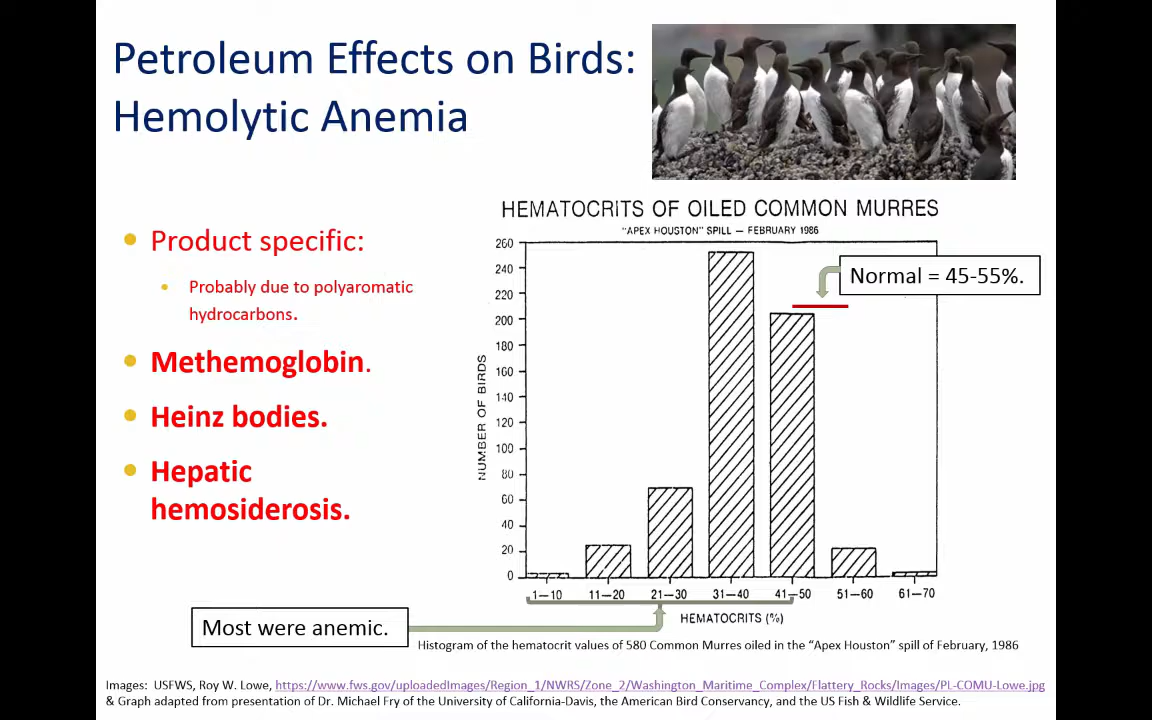 Petroleum Effects on Birds:
Hemolytic Anemia
Product specific:
Probably due to polyaromatic
hydrocarbons.
Methemoglobin.
Heinz bodies.
Hepatic
hemosiderosis.
HEMATOCRITS OF OILED COMMON MURRES
"APEX HOUSTON" SPILL — FEBRUARY 1986
Normal = 45-55%.
NUMBER OF BIRDS
260
240
220
200
180
160
140
120
100
80
60
40
20
0
1—10 11—20 21—30 31—40 41—50 51—60 61—70
HEMATOCRITS (%)
Most were anemic.
Histogram of the hematocrit values of 580 Common Murres oiled in the “Apex Houston” spill of February, 1986
Images: USFWS, Roy W. Lowe, https://www.fws.gov/uploadedImages/Region_1/NWRS/Zone_2/Washington_Maritime_Complex/Flattery_Rocks/Images/PL-COMU-Lowe.jpg
& Graph adapted from presentation of Dr. Michael Fry of the University of California-Davis, the American Bird Conservancy, and the US Fish & Wildlife Service.